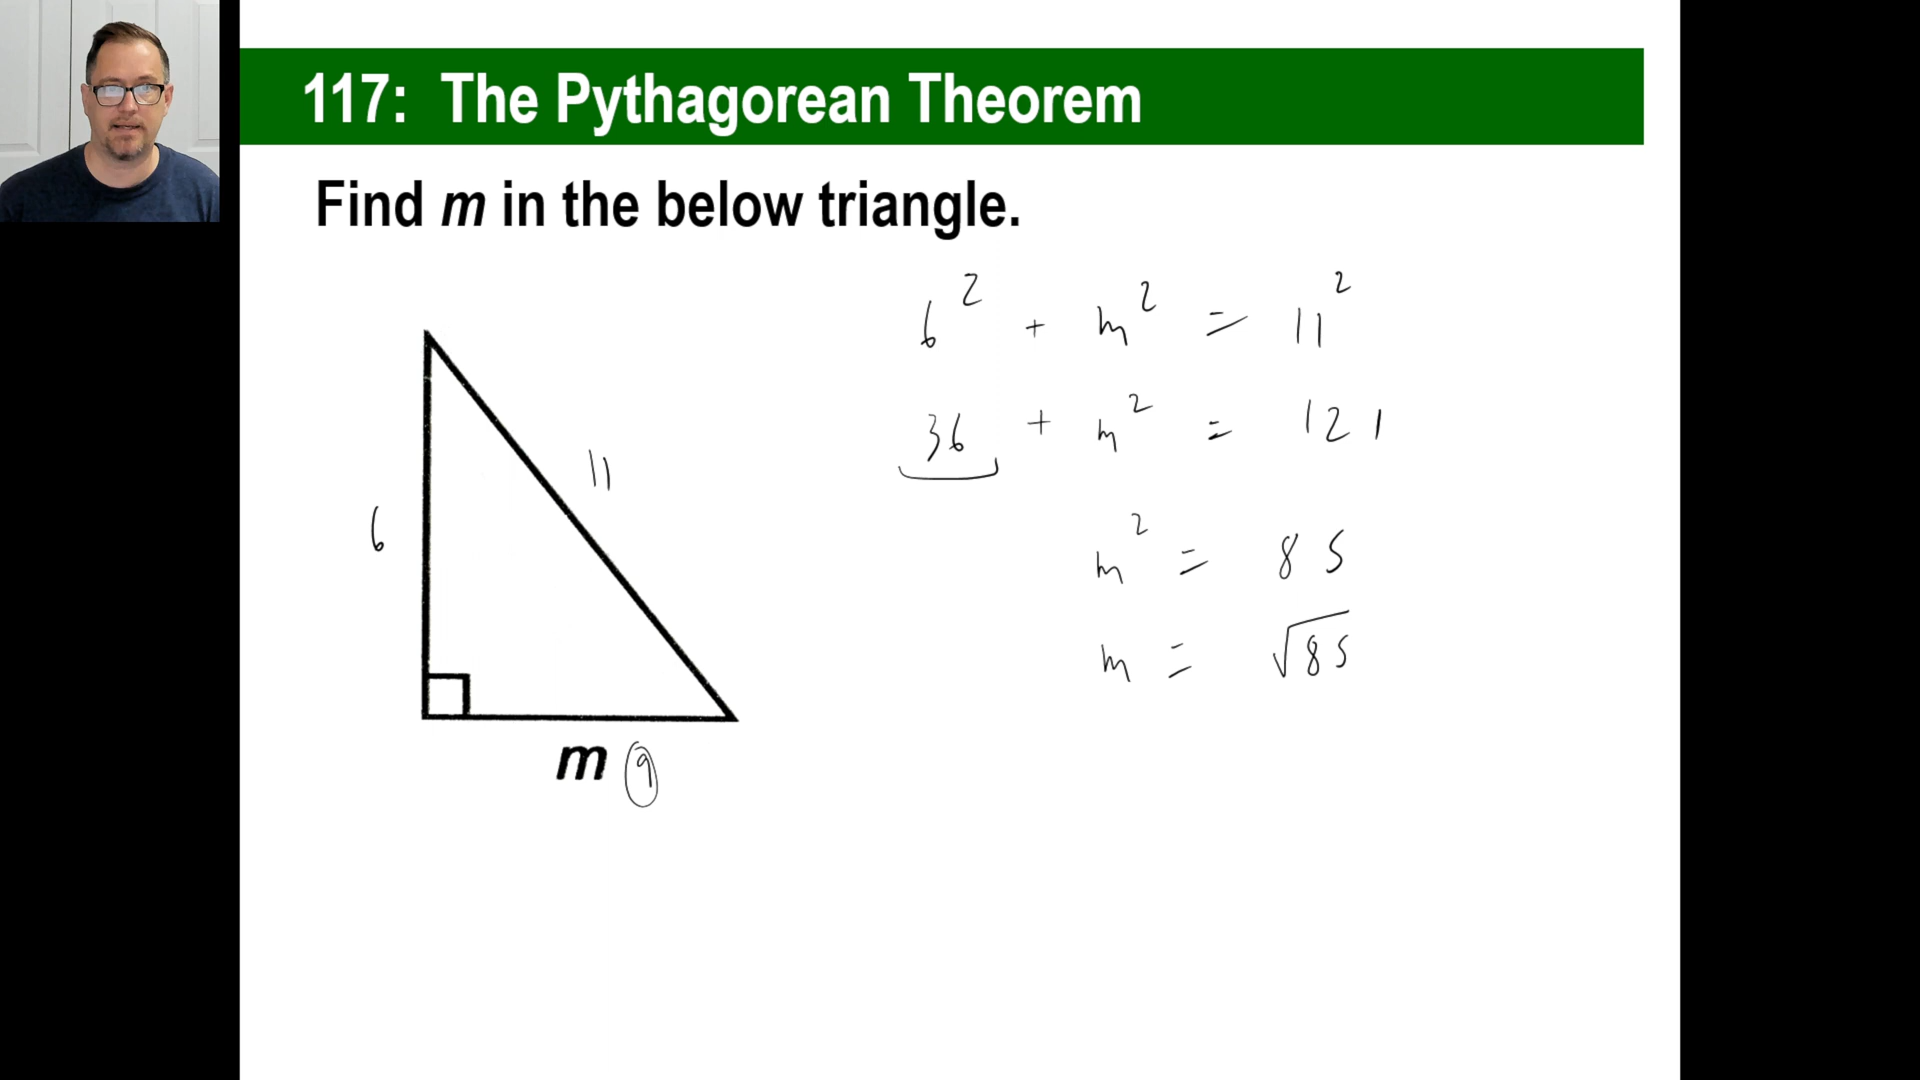 117: The Pythagorean Theorem
Find m in the below triangle.
6² + m² = 11²
36 + m² = 121
m² = 85
m = √85
11
6
m 9